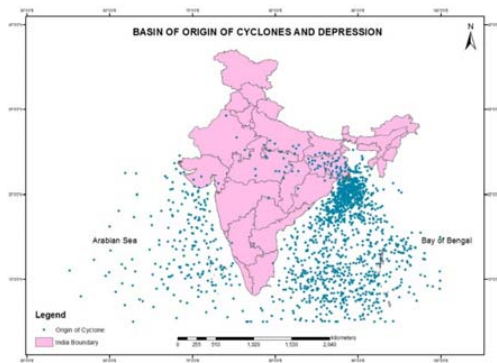 BASIN OF ORIGIN OF CYCLONES AND DEPRESSION
N
Arabian Sea
Bay of Bengal
Legend
Origin of Cyclone
India Boundary
Kilometers
0 255 510 1,020 1,530 2,040